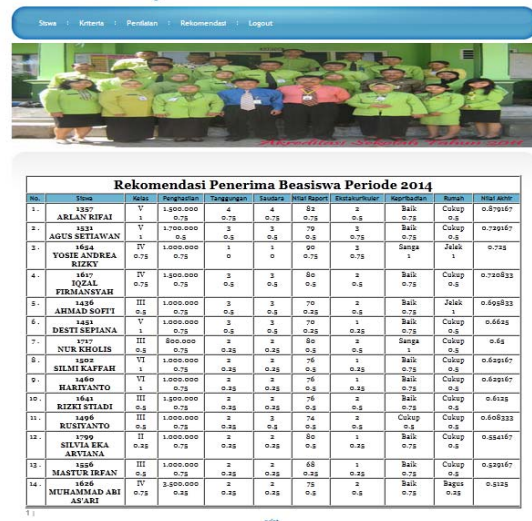 Siswa : Kriteria : Penilaian : Rekomendasi : Logout
Akreditasi Sekolah Tahun 2011
Rekomendasi Penerima Beasiswa Periode 2014
No. Siswa Kelas Penghasilan Tanggungan Saudara Nilai Raport Ekstakurikuler Kepribadian Rumah Nilai Akhir
1. 1357 V 1.500.000 4 4 82 2 Baik Cukup 0.879167
ARLAN RIFAI 1 0.75 0.75 0.75 0.75 0.5 0.75 0.5
2. 1531 V 1.700.000 3 3 79 3 Baik Cukup 0.729167
AGUS SETIAWAN 1 0.5 0.5 0.5 0.5 0.75 0.75 0.5
3. 1654 IV 1.000.000 1 1 90 3 Sanga Jelek 0.725
YOSIE ANDREA 0.75 0.75 0 0 0.75 0.75 1 1
RIZKY
4. 1617 IV 1.500.000 3 3 80 2 Baik Cukup 0.720833
IQZAL 0.75 0.75 0.5 0.5 0.5 0.5 0.75 0.5
FIRMANSYAH
5. 1436 III 1.000.000 3 3 70 2 Baik Jelek 0.695833
AHMAD SOFI'I 0.5 0.75 0.5 0.5 0.25 0.5 0.75 1
6. 1451 V 1.000.000 3 3 70 1 Baik Cukup 0.6625
DESTI SEPIANA 1 0.75 0.5 0.5 0.25 0.25 0.75 0.5
7. 1717 III 800.000 2 2 80 2 Sanga Cukup 0.65
NUR KHOLIS 0.5 0.75 0.25 0.25 0.5 0.5 1 0.5
8. 1502 VI 1.000.000 2 2 76 1 Baik Cukup 0.629167
SILMI KAFFAH 1 0.75 0.25 0.25 0.5 0.25 0.75 0.5
9. 1460 VI 1.000.000 2 2 76 1 Baik Cukup 0.629167
HARIYANTO 1 0.75 0.25 0.25 0.5 0.25 0.75 0.5
10. 1641 III 1.500.000 2 2 76 2 Baik Cukup 0.6125
RIZKI STIADI 0.5 0.75 0.25 0.25 0.5 0.5 0.75 0.5
11. 1496 III 1.000.000 2 3 74 2 Cukup Cukup 0.608333
RUSIYANTO 0.5 0.75 0.25 0.5 0.5 0.5 0.5 0.5
12. 1799 II 1.000.000 2 2 80 1 Baik Cukup 0.554167
SILVIA EKA 0.25 0.75 0.25 0.25 0.5 0.25 0.75 0.5
ARVIANA
13. 1556 III 1.000.000 2 2 68 1 Baik Cukup 0.529167
MASTUR IRFAN 0.5 0.75 0.25 0.25 0.25 0.25 0.75 0.5
14. 1626 IV 3.500.000 2 2 75 2 Baik Bagus 0.5125
MUHAMMAD ABI 0.75 0.25 0.25 0.25 0.5 0.5 0.75 0.25
AS'ARI
1 |